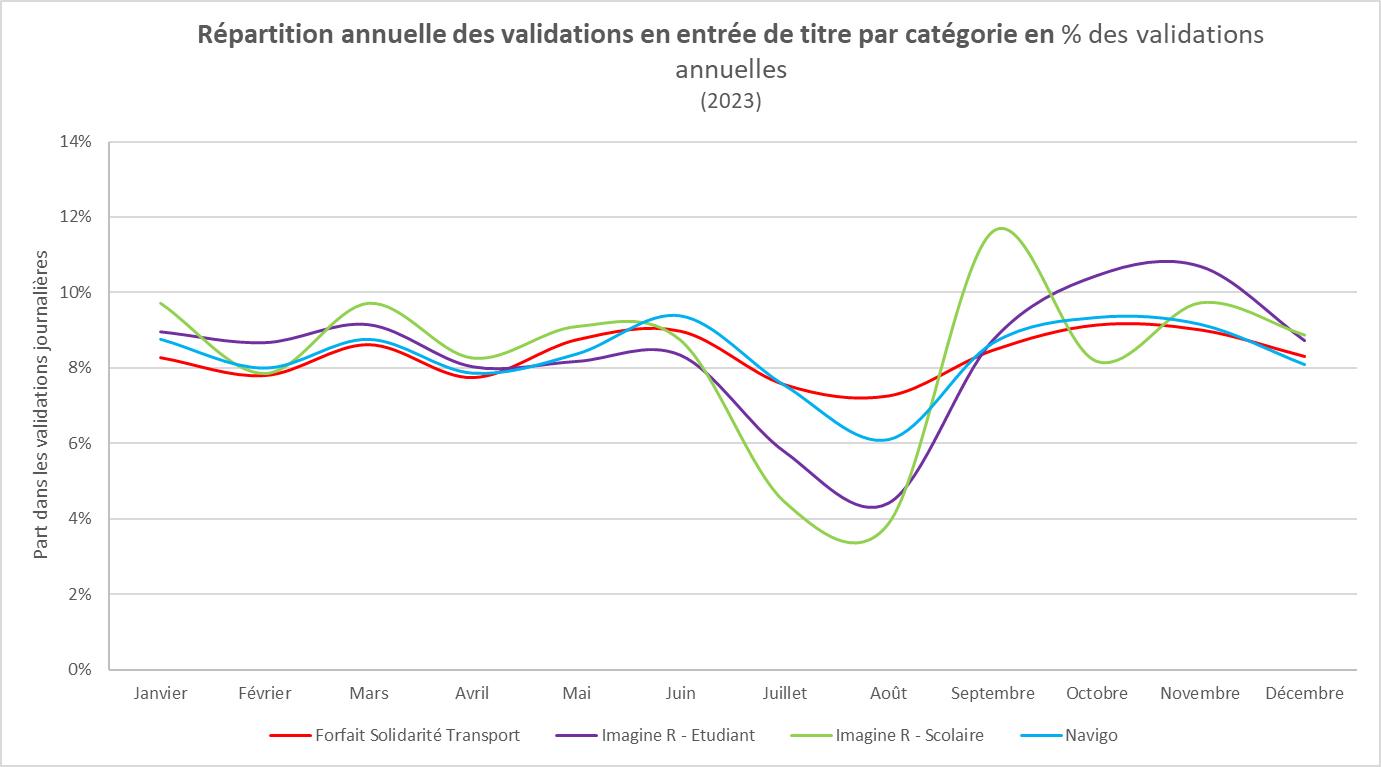 Répartition annuelle des validations en entrée de titre par catégorie en % des validations
annuelles
(2023)
Part dans les validations journalières
14%
12%
10%
8%
6%
4%
2%
0%
Janvier Février Mars Avril Mai Juin Juillet Août Septembre Octobre Novembre Décembre
Forfait Solidarité Transport Imagine R - Etudiant Imagine R - Scolaire Navigo